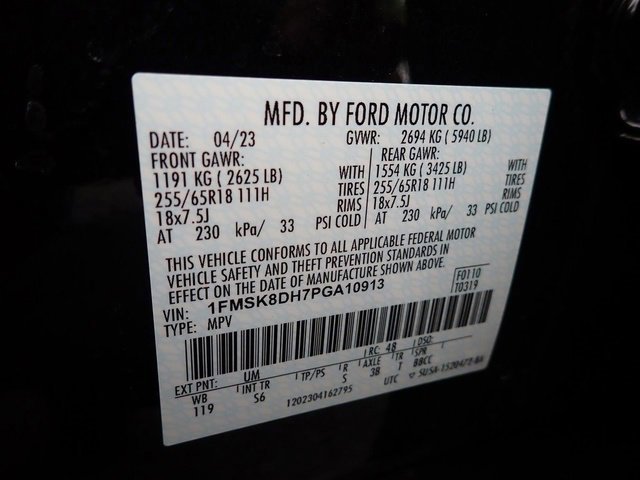 MFD. BY FORD MOTOR CO.
DATE: 04/23 GVWR: 2694 KG ( 5940 LB)
FRONT GAWR: REAR GAWR:
1191 KG ( 2625 LB) WITH 1554 KG ( 3425 LB) WITH
255/65R18 111H TIRES 255/65R18 111H TIRES
18x7.5J RIMS 18x7.5J RIMS
AT 230 kPa/ 33 PSI COLD AT 230 kPa/ 33 PSI COLD
THIS VEHICLE CONFORMS TO ALL APPLICABLE FEDERAL MOTOR
VEHICLE SAFETY AND THEFT PREVENTION STANDARDS IN
EFFECT ON THE DATE OF MANUFACTURE SHOWN ABOVE.
VIN: 1FMSK8DH7PGA10913 F0110
TYPE: MPV T0319
EXT PNT: UM RC: 48 DSO:
WB INT TR TP/PS R AXLE TR SPR
119 S6 S 3B T BBCC
1202304162795 UTC